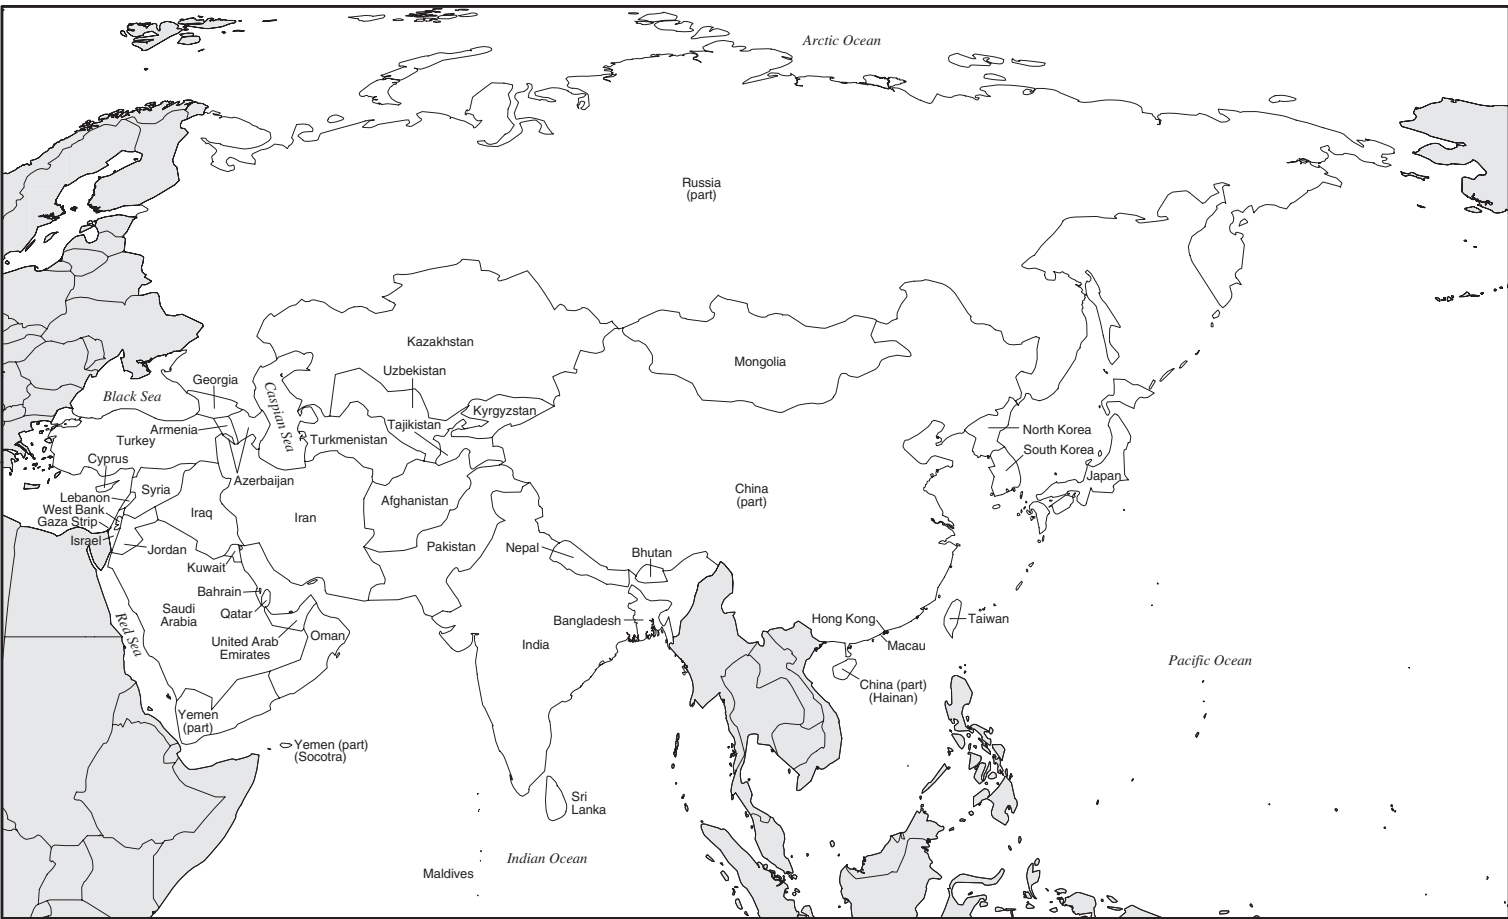 Arctic Ocean
Russia
(part)
Kazakhstan
Mongolia
Uzbekistan
Georgia
Black Sea
Caspian Sea
Kyrgyzstan
Tajikistan
Armenia
Turkey
Turkmenistan
North Korea
South Korea
Cyprus
Japan
Azerbaijan
Syria
Lebanon
West Bank
Gaza Strip
Israel
Iraq
Iran
Afghanistan
China
(part)
Jordan
Kuwait
Pakistan
Nepal
Bhutan
Bahrain
Qatar
Saudi
Arabia
Red Sea
United Arab
Emirates
Oman
Bangladesh
India
Hong Kong
Macau
Taiwan
Pacific Ocean
China (part)
(Hainan)
Yemen
(part)
Yemen (part)
(Socotra)
Sri
Lanka
Indian Ocean
Maldives